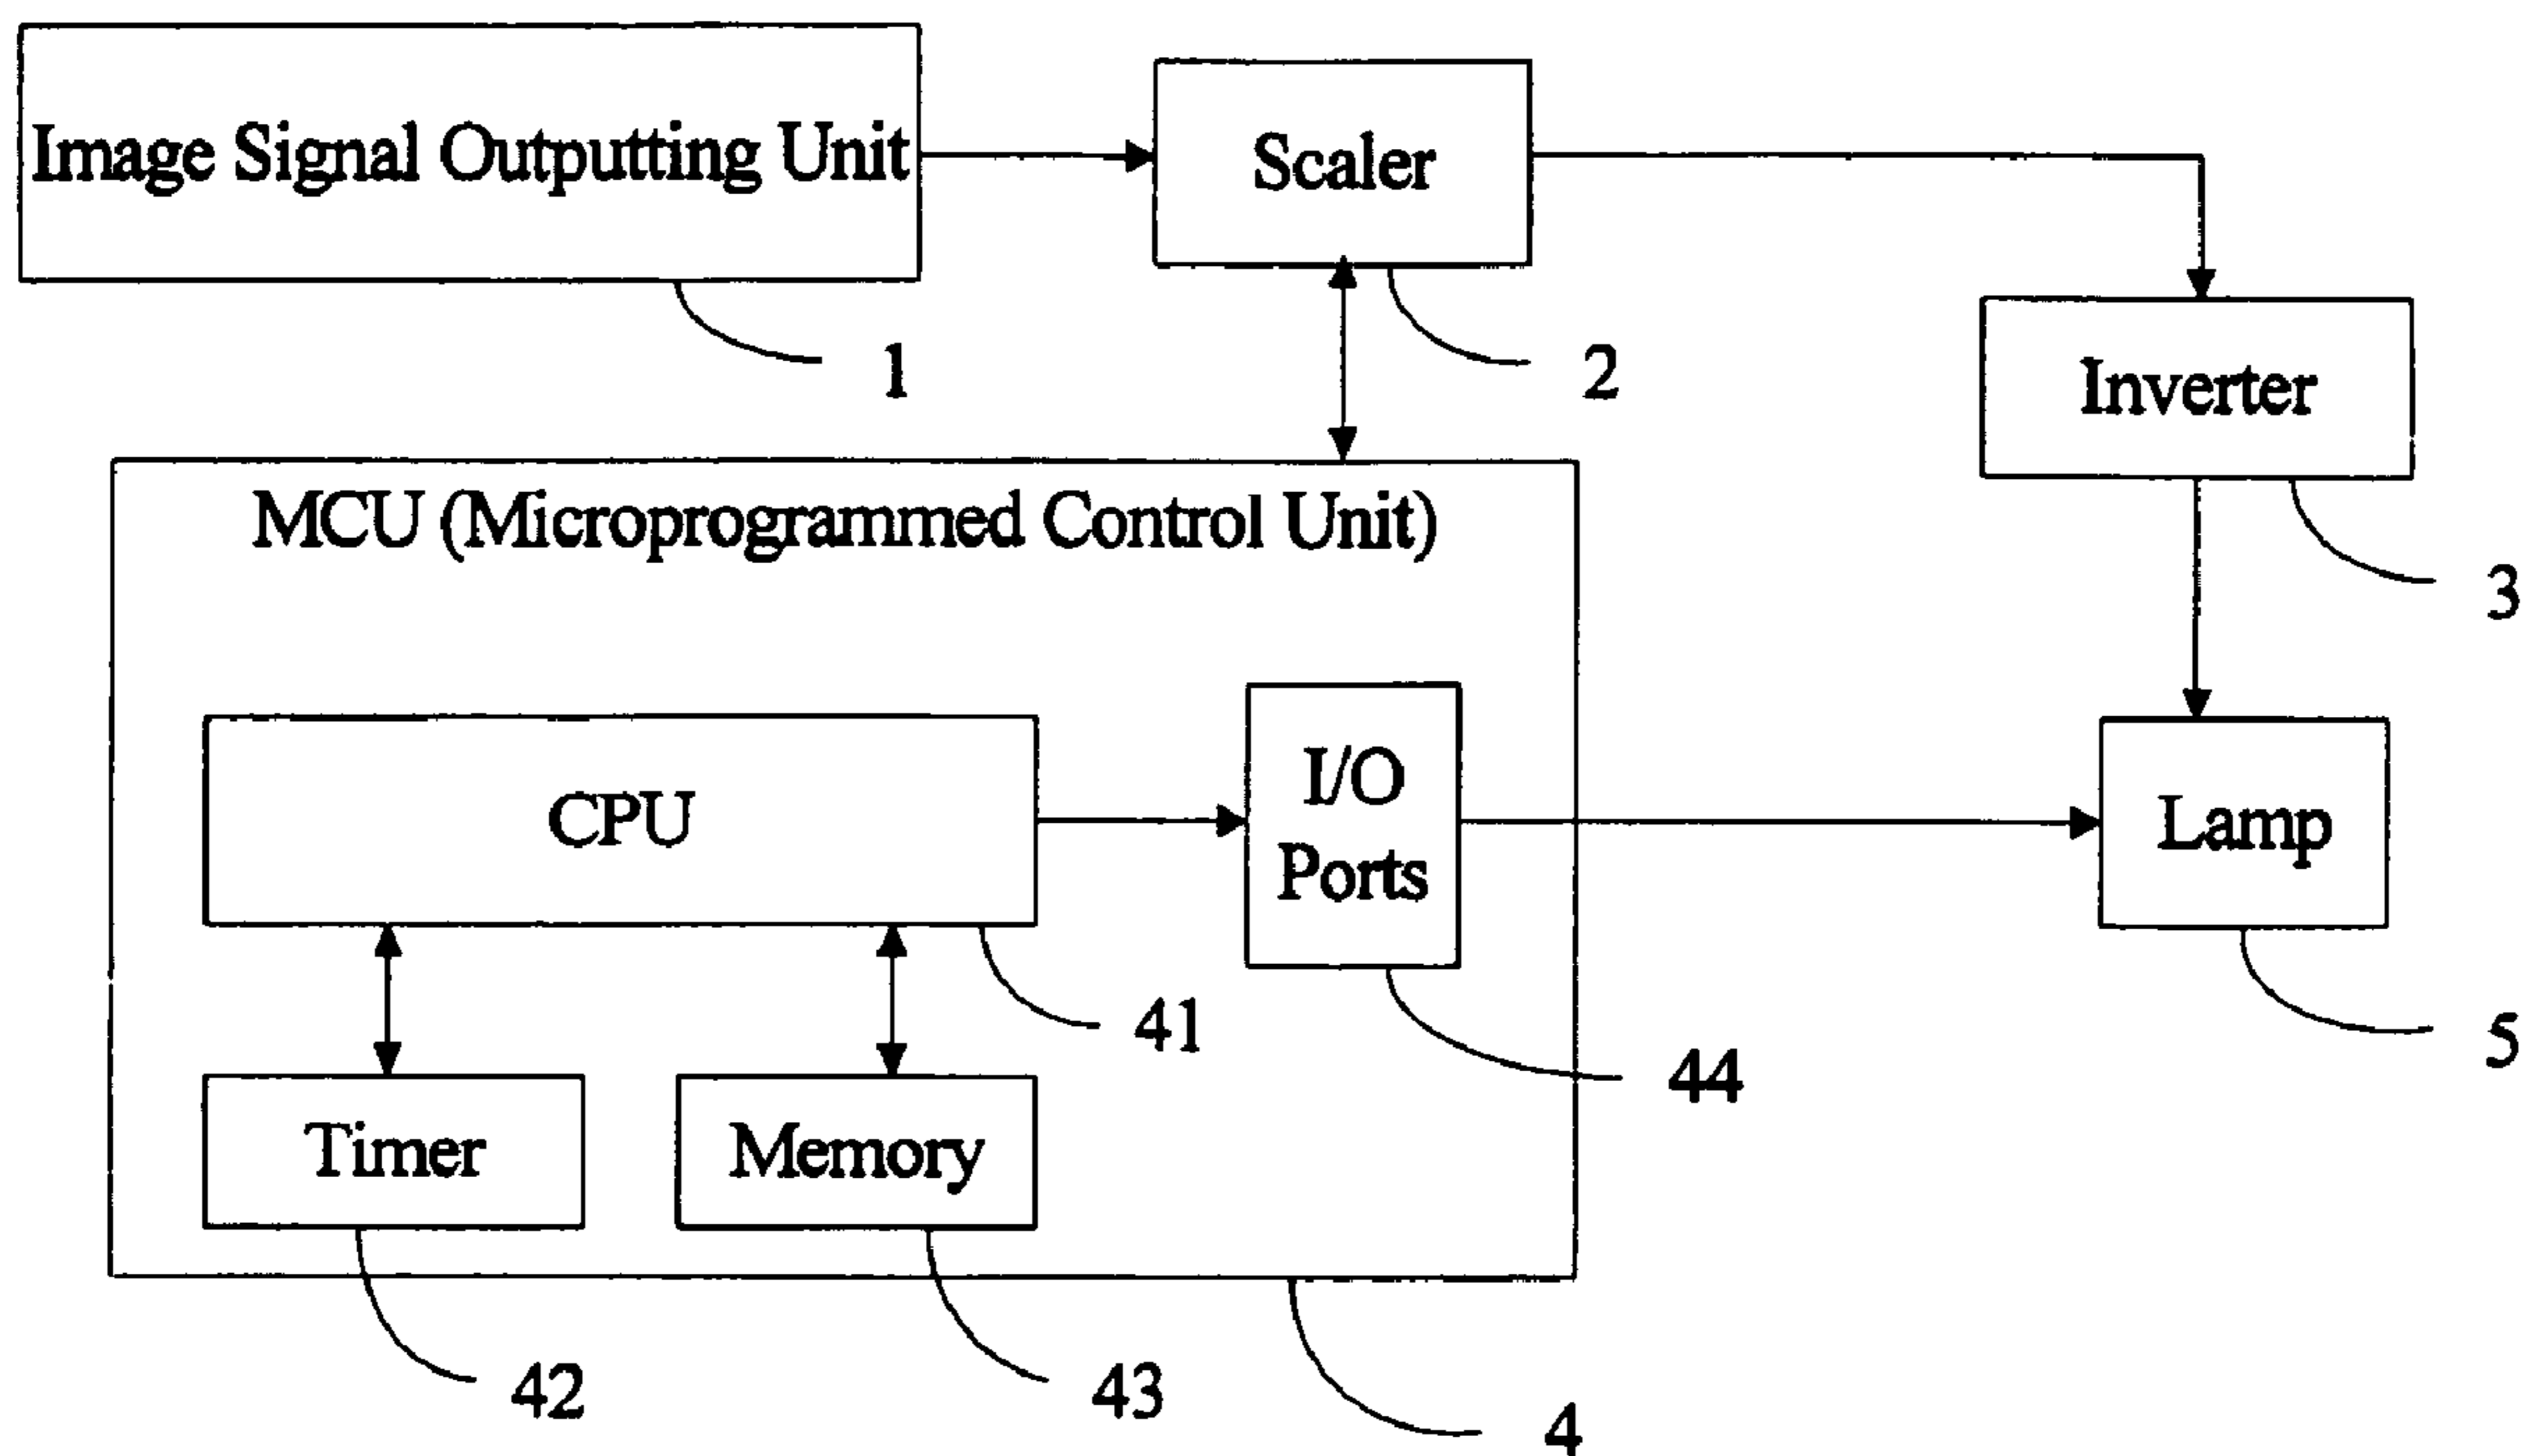 Image Signal Outputting Unit
Scaler
1
2
Inverter
3
MCU (Microprogrammed Control Unit)
CPU
I/O
Ports
Lamp
41
44
5
Timer
Memory
42
43
4